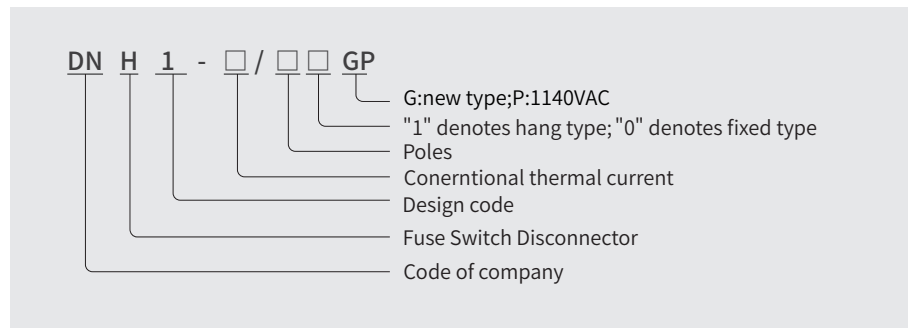 DN H 1 - □ / □ □ GP
G:new type;P:1140VAC
"1" denotes hang type; "0" denotes fixed type
Poles
Conerntional thermal current
Design code
Fuse Switch Disconnector
Code of company